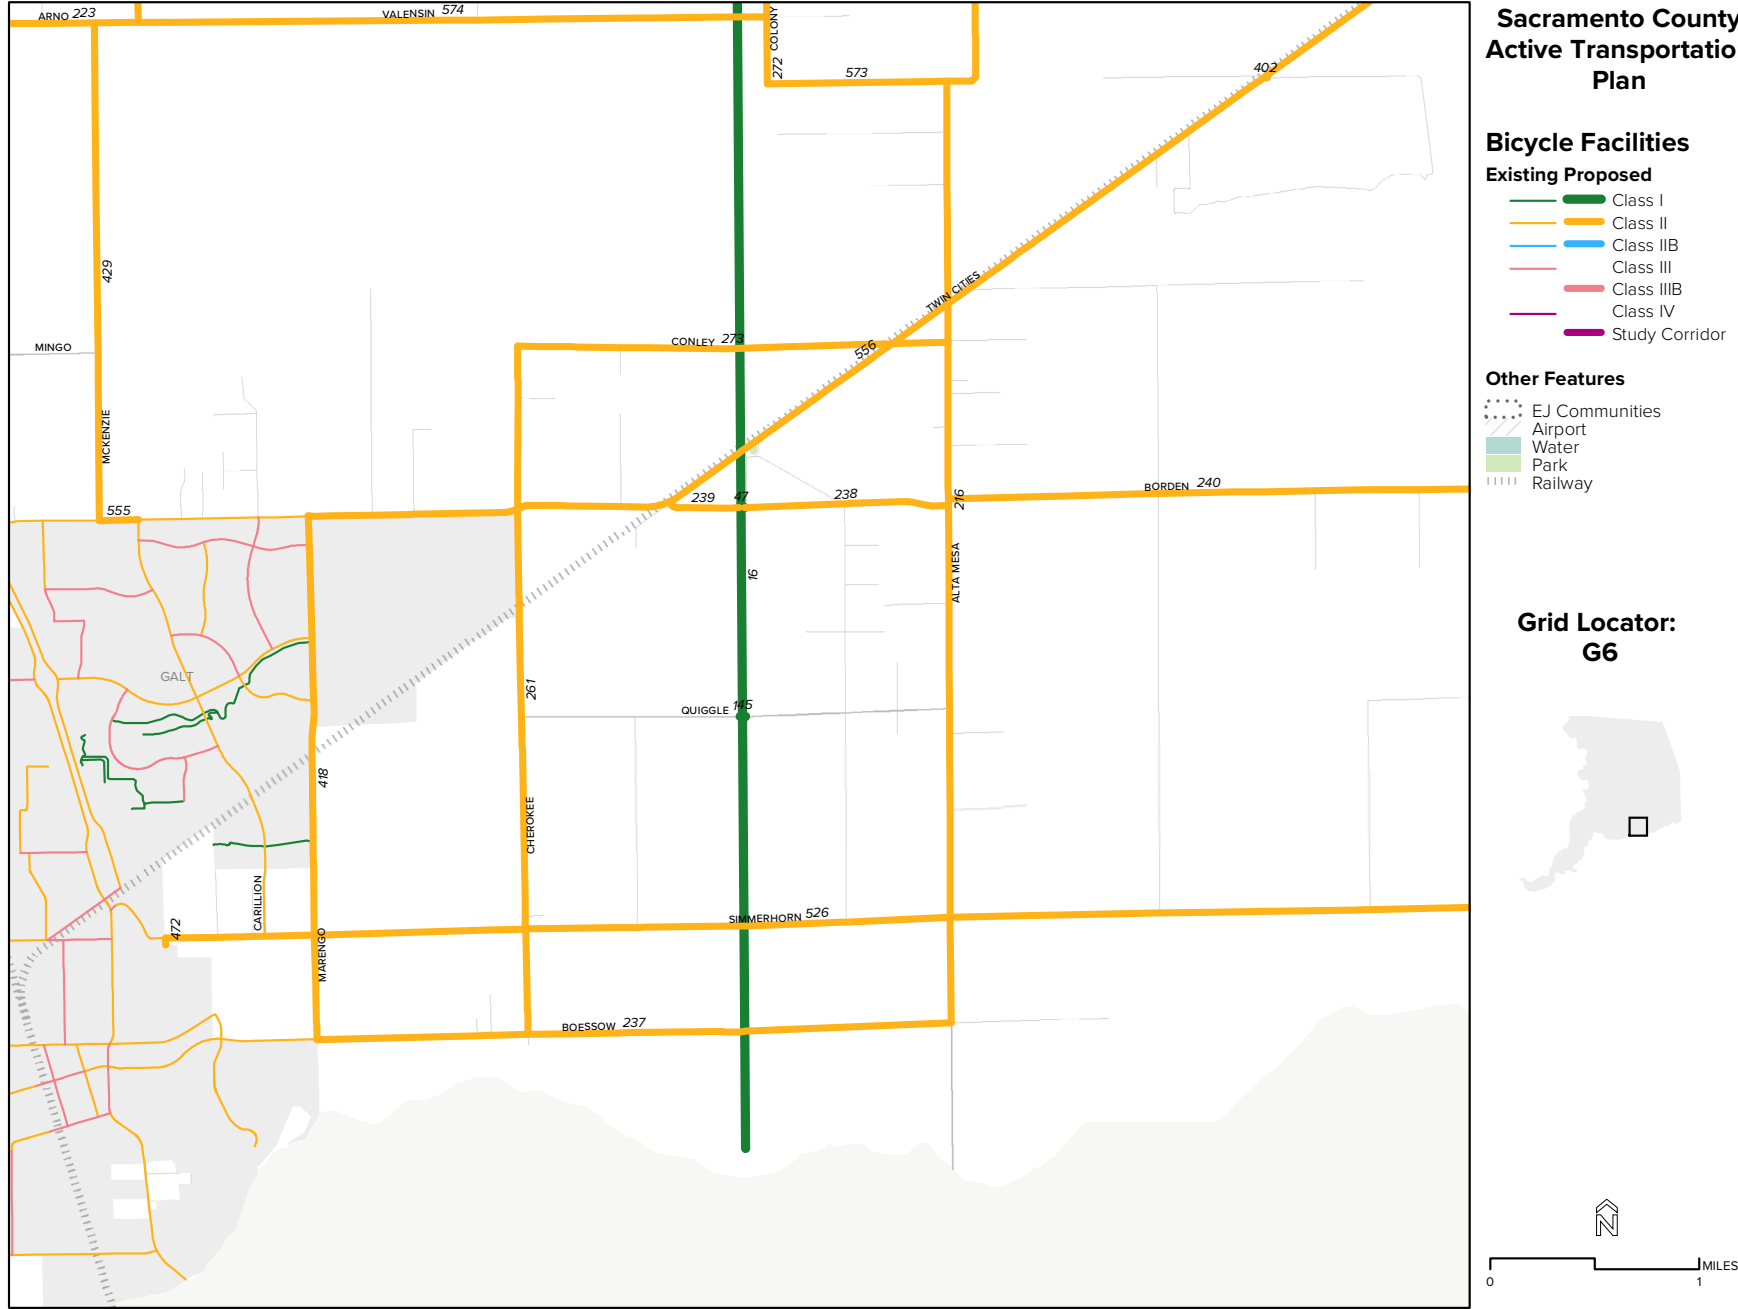 ARNO 223
VALENSIN 574
272 COLONY
573
402
429
MINGO
MCKENZIE
555
TWIN CITIES
CONLEY 273
556
239
47
238
216
BORDEN 240
16
ALTA MESA
GALT
261
QUIGGLE 145
418
CHEROKEE
CARILLION
472
SIMMERHORN 526
MARENGO
BOESSOW 237
Sacramento County
Active Transportatio
Plan
Bicycle Facilities
Existing Proposed
Class I
Class II
Class IIB
Class III
Class IIIB
Class IV
Study Corridor
Other Features
EJ Communities
Airport
Water
Park
Railway
Grid Locator:
G6
N
MILES
0 1